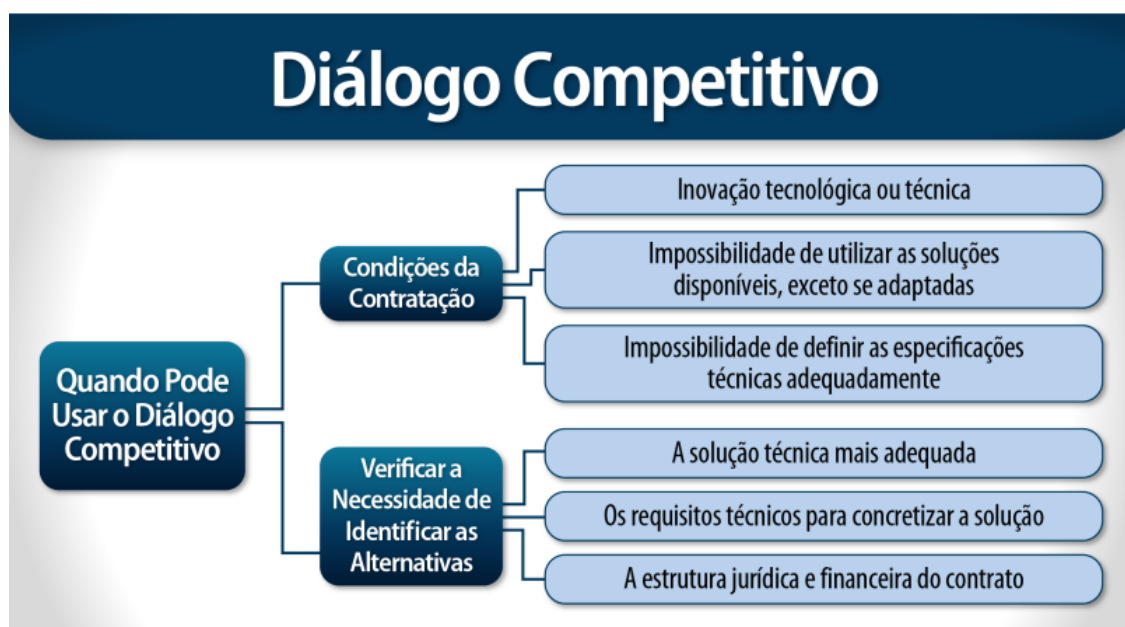 Diálogo Competitivo
Quando Pode
Usar o Diálogo
Competitivo
Condições da
Contratação
Inovação tecnológica ou técnica
Impossibilidade de utilizar as soluções
disponíveis, exceto se adaptadas
Impossibilidade de definir as especificações
técnicas adequadamente
Verificar a
Necessidade de
Identificar as
Alternativas
A solução técnica mais adequada
Os requisitos técnicos para concretizar a solução
A estrutura jurídica e financeira do contrato